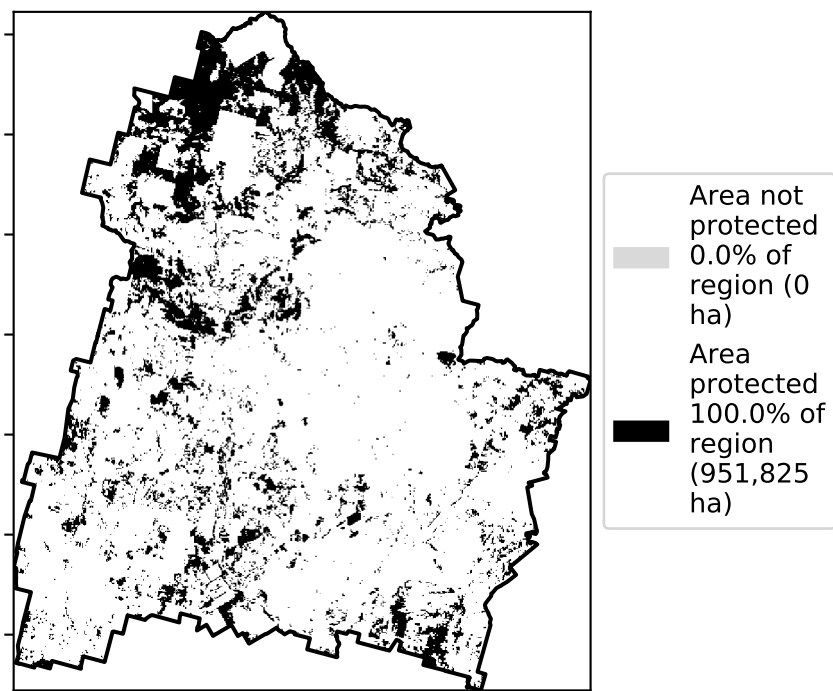 Area not
protected
0.0% of
region (0
ha)
Area
protected
100.0% of
region
(951,825
ha)